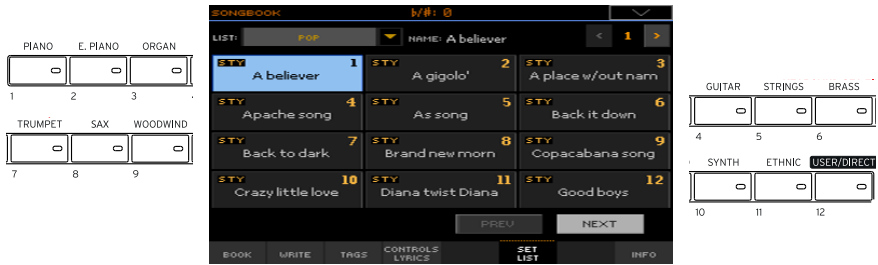 PIANO E. PIANO ORGAN
1 2 3
TRUMPET SAX WOODWIND
7 8 9
SONGBOOK b/#: 0
LIST: POP NAME: A believer < 1 >
STY 1 STY 2 STY 3
A believer A gigolo' A place w/out nam
STY 4 STY 5 STY 6
Apache song As song Back it down
STY 7 STY 8 STY 9
Back to dark Brand new morn Copacabana song
STY 10 STY 11 STY 12
Crazy little love Diana twist Diana Good boys
PREV NEXT
BOOK WRITE TAGS CONTROLS LYRICS SET LIST INFO
GUITAR STRINGS BRASS
4 5 6
SYNTH ETHNIC USER/DIRECT
10 11 12